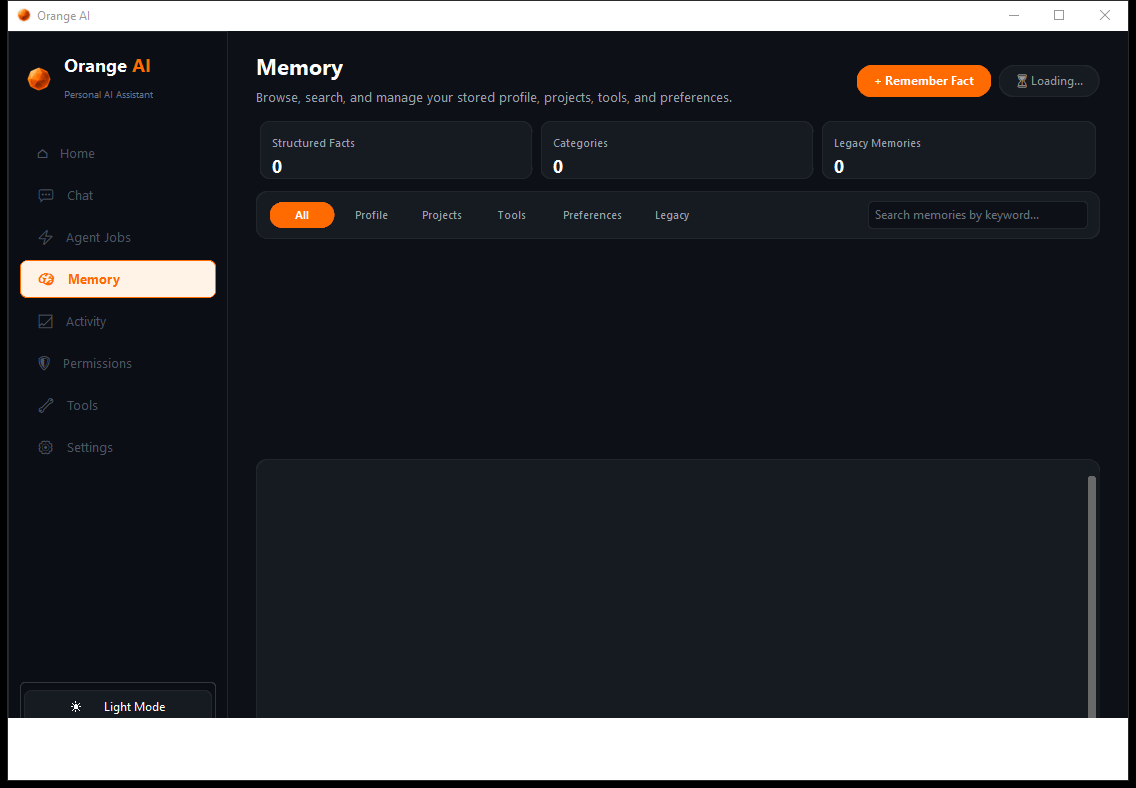 Orange AI
Orange AI
Personal AI Assistant
Home
Chat
Agent Jobs
Memory
Activity
Permissions
Tools
Settings
Light Mode
Memory
Browse, search, and manage your stored profile, projects, tools, and preferences.
+ Remember Fact
⏳ Loading...
Structured Facts
0
Categories
0
Legacy Memories
0
All Profile Projects Tools Preferences Legacy
Search memories by keyword...